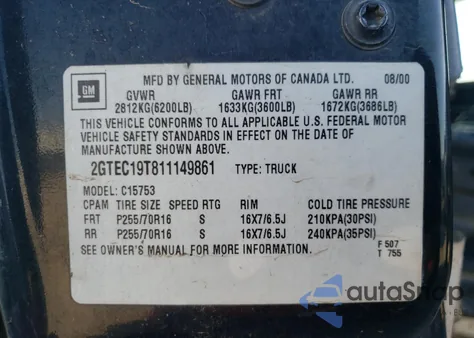 GM
MFD BY GENERAL MOTORS OF CANADA LTD. 08/00
GVWR GAWR FRT GAWR RR
2812KG(6200LB) 1633KG(3600LB) 1672KG(3686LB)
THIS VEHICLE CONFORMS TO ALL APPLICABLE U.S. FEDERAL MOTOR
VEHICLE SAFETY STANDARDS IN EFFECT ON THE DATE OF
MANUFACTURE SHOWN ABOVE.
2GTEC19T811149861 TYPE: TRUCK
MODEL: C15753
CPAM TIRE SIZE SPEED RTG RIM COLD TIRE PRESSURE
FRT P255/70R16 S 16X7/6.5J 210KPA(30PSI)
RR P255/70R16 S 16X7/6.5J 240KPA(35PSI)
SEE OWNER'S MANUAL FOR MORE INFORMATION. F 507
T 755
autoSnap